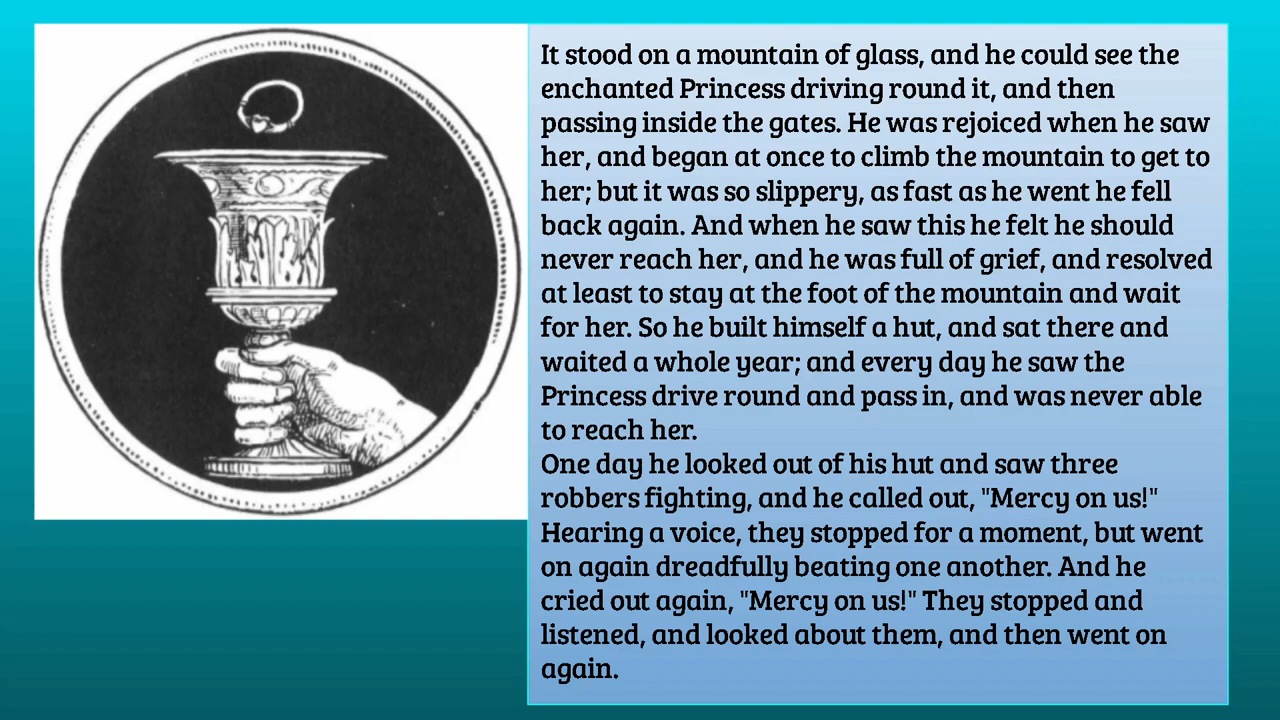 It stood on a mountain of glass, and he could see the
enchanted Princess driving round it, and then
passing inside the gates. He was rejoiced when he saw
her, and began at once to climb the mountain to get to
her; but it was so slippery, as fast as he went he fell
back again. And when he saw this he felt he should
never reach her, and he was full of grief, and resolved
at least to stay at the foot of the mountain and wait
for her. So he built himself a hut, and sat there and
waited a whole year; and every day he saw the
Princess drive round and pass in, and was never able
to reach her.
One day he looked out of his hut and saw three
robbers fighting, and he called out, "Mercy on us!"
Hearing a voice, they stopped for a moment, but went
on again dreadfully beating one another. And he
cried out again, "Mercy on us!" They stopped and
listened, and looked about them, and then went on
again.